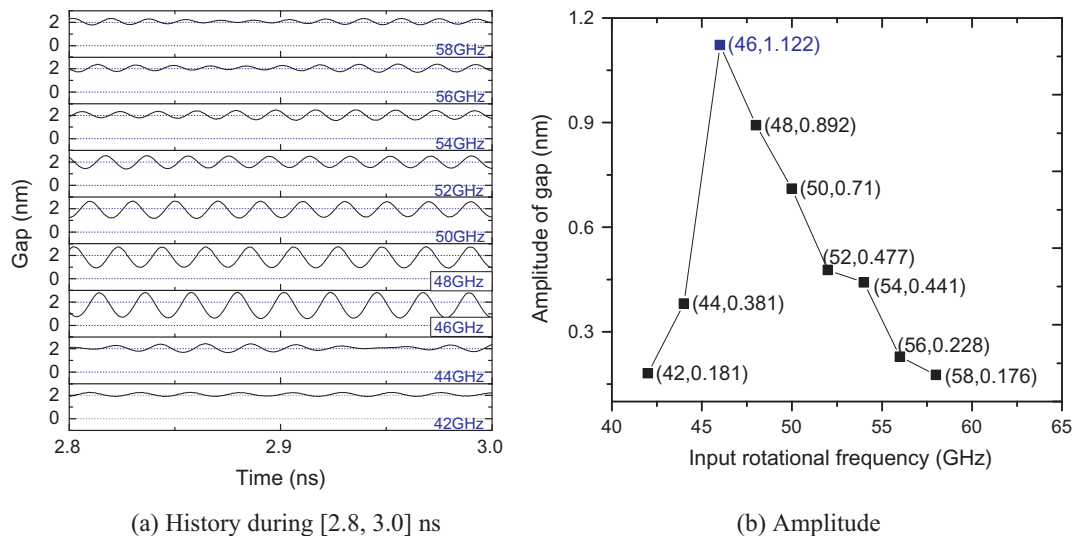 2
0
58GHz
2
0
56GHz
2
0
54GHz
2
0
52GHz
2
0
50GHz
2
0
48GHz
2
0
46GHz
2
0
44GHz
2
0
42GHz
2.8 2.9 3.0
Time (ns)
Gap (nm)
(a) History during [2.8, 3.0] ns
1.2
0.9
0.6
0.3
Amplitude of gap (nm)
(46,1.122)
(48,0.892)
(50,0.71)
(52,0.477)
(54,0.441)
(44,0.381)
(56,0.228)
(42,0.181)
(58,0.176)
40 45 50 55 60 65
Input rotational frequency (GHz)
(b) Amplitude